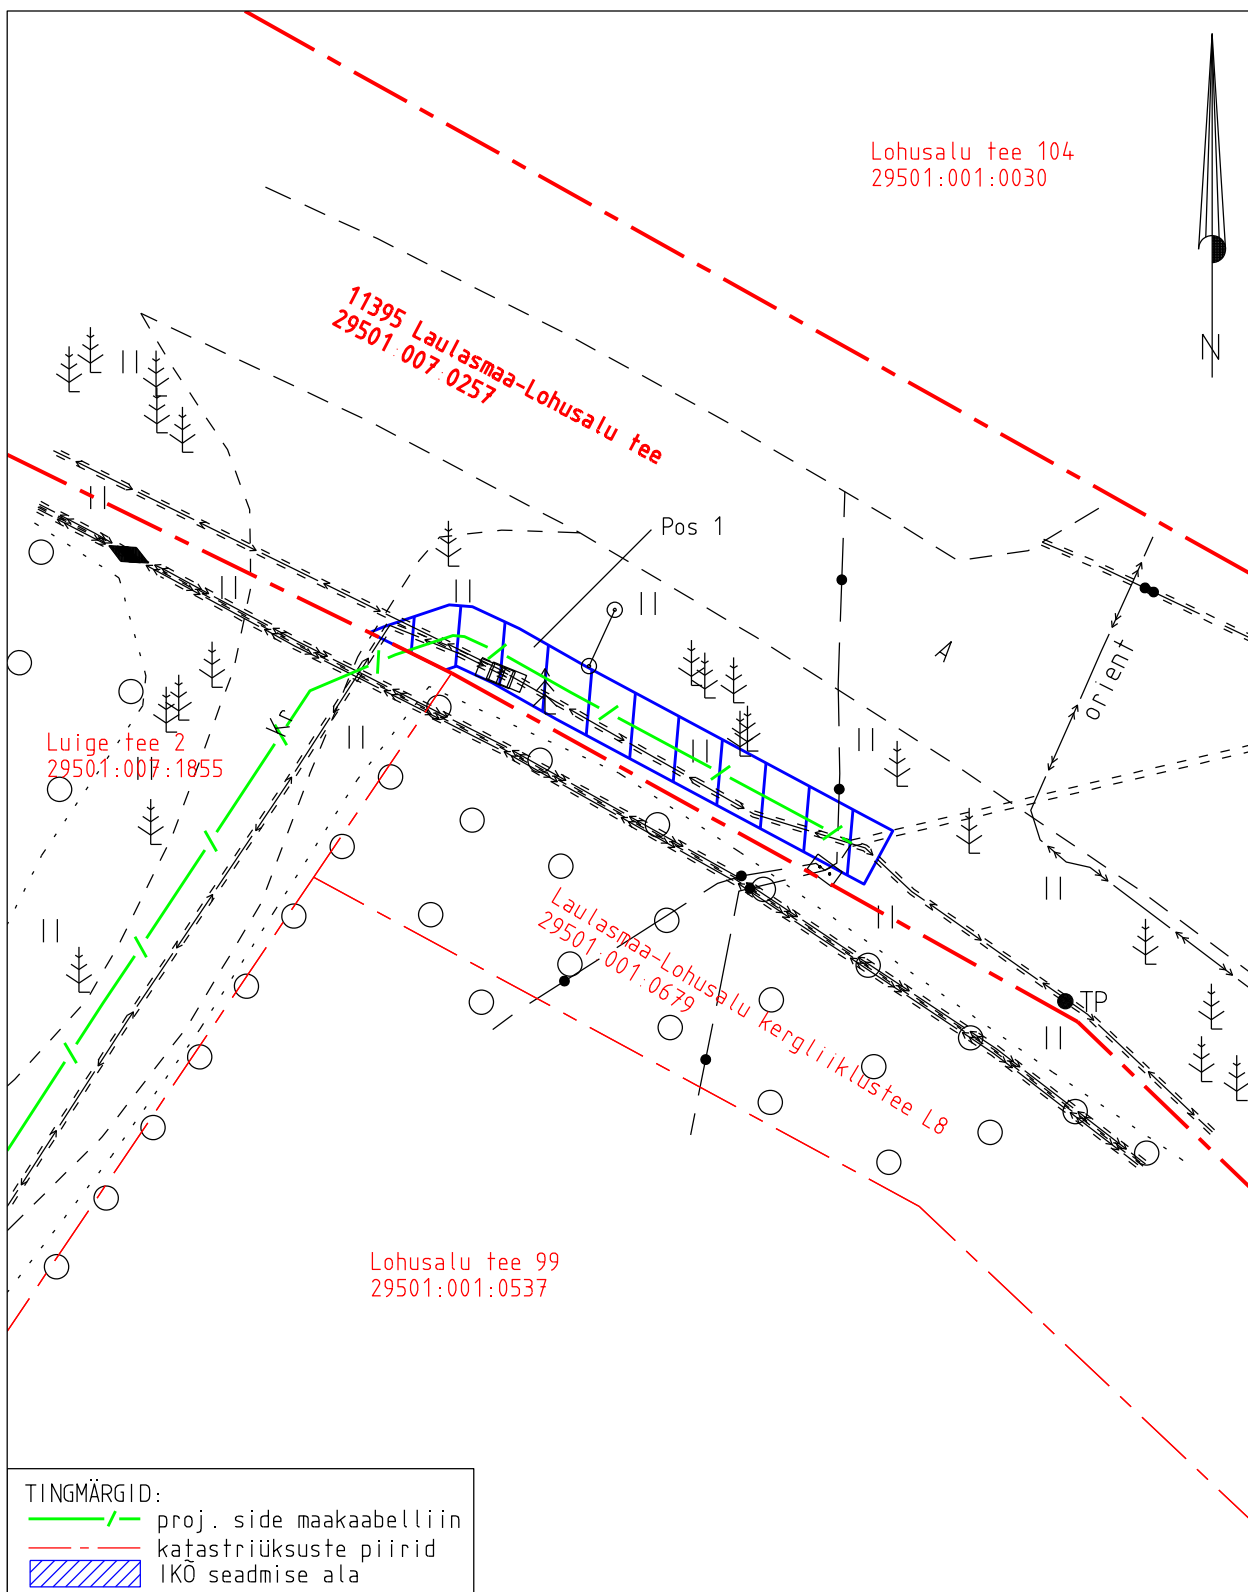 Lohusalu tee 104
29501:001:0030
N
11395 Laulasmaa-Lohusalu tee
29501:007:0257
Pos 1
A
orient
Kr
Luige tee 2
29501:007:1855
Laulasmaa-Lohusalu kergliiklustee L8
29501:001:0679
TP
Lohusalu tee 99
29501:001:0537
TINGMÄRGID:
proj. side maakaabelliin
katastriüksuste piirid
IKÕ seadmise ala